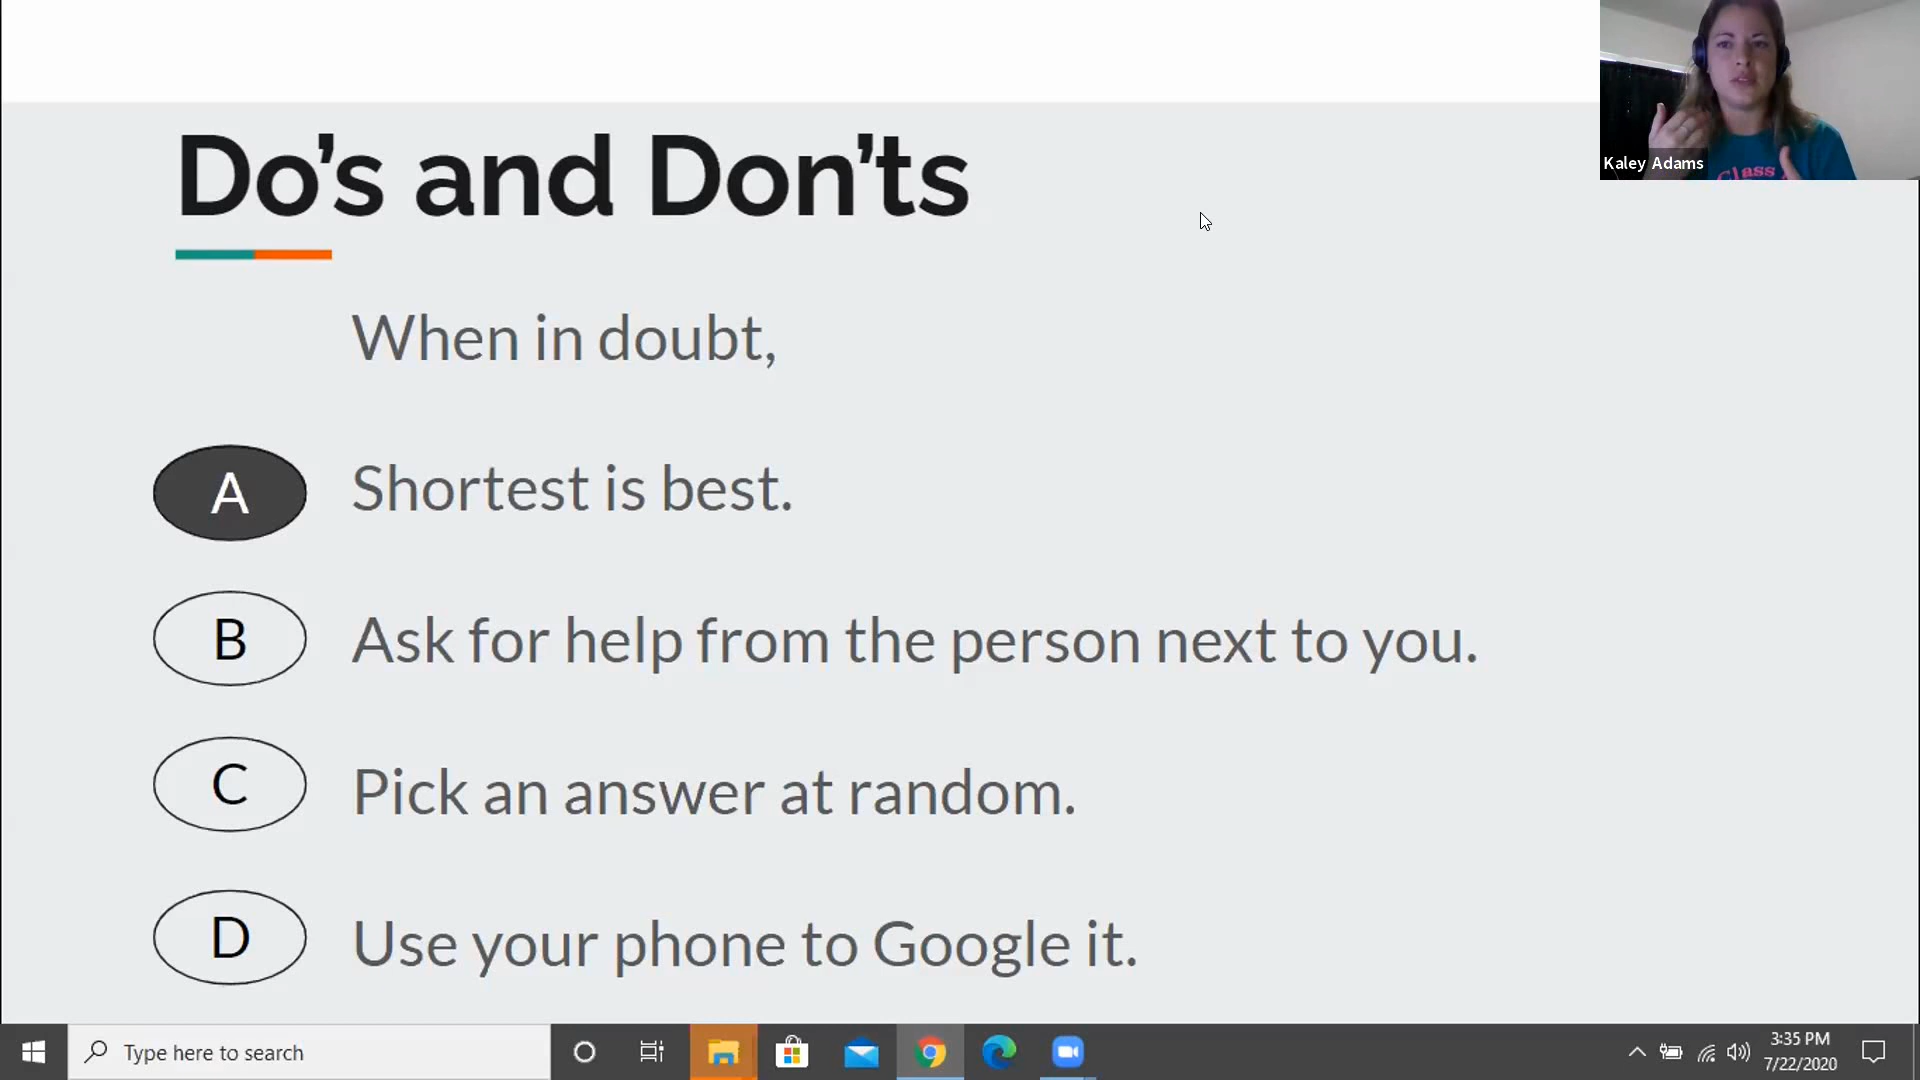 Do’s and Don’ts
Kaley Adams
Class
When in doubt,
A Shortest is best.
B Ask for help from the person next to you.
C Pick an answer at random.
D Use your phone to Google it.
Type here to search
3:35 PM
7/22/2020